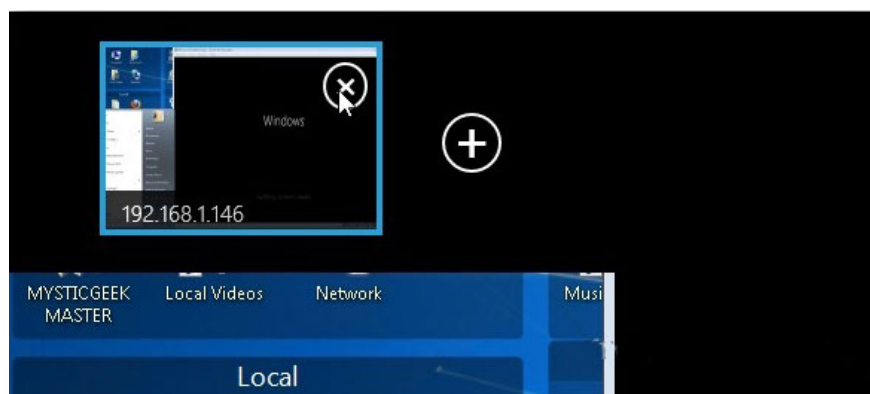 Windows
192.168.1.146
MYSTICGEEK
MASTER
Local Videos
Network
Musi
Local